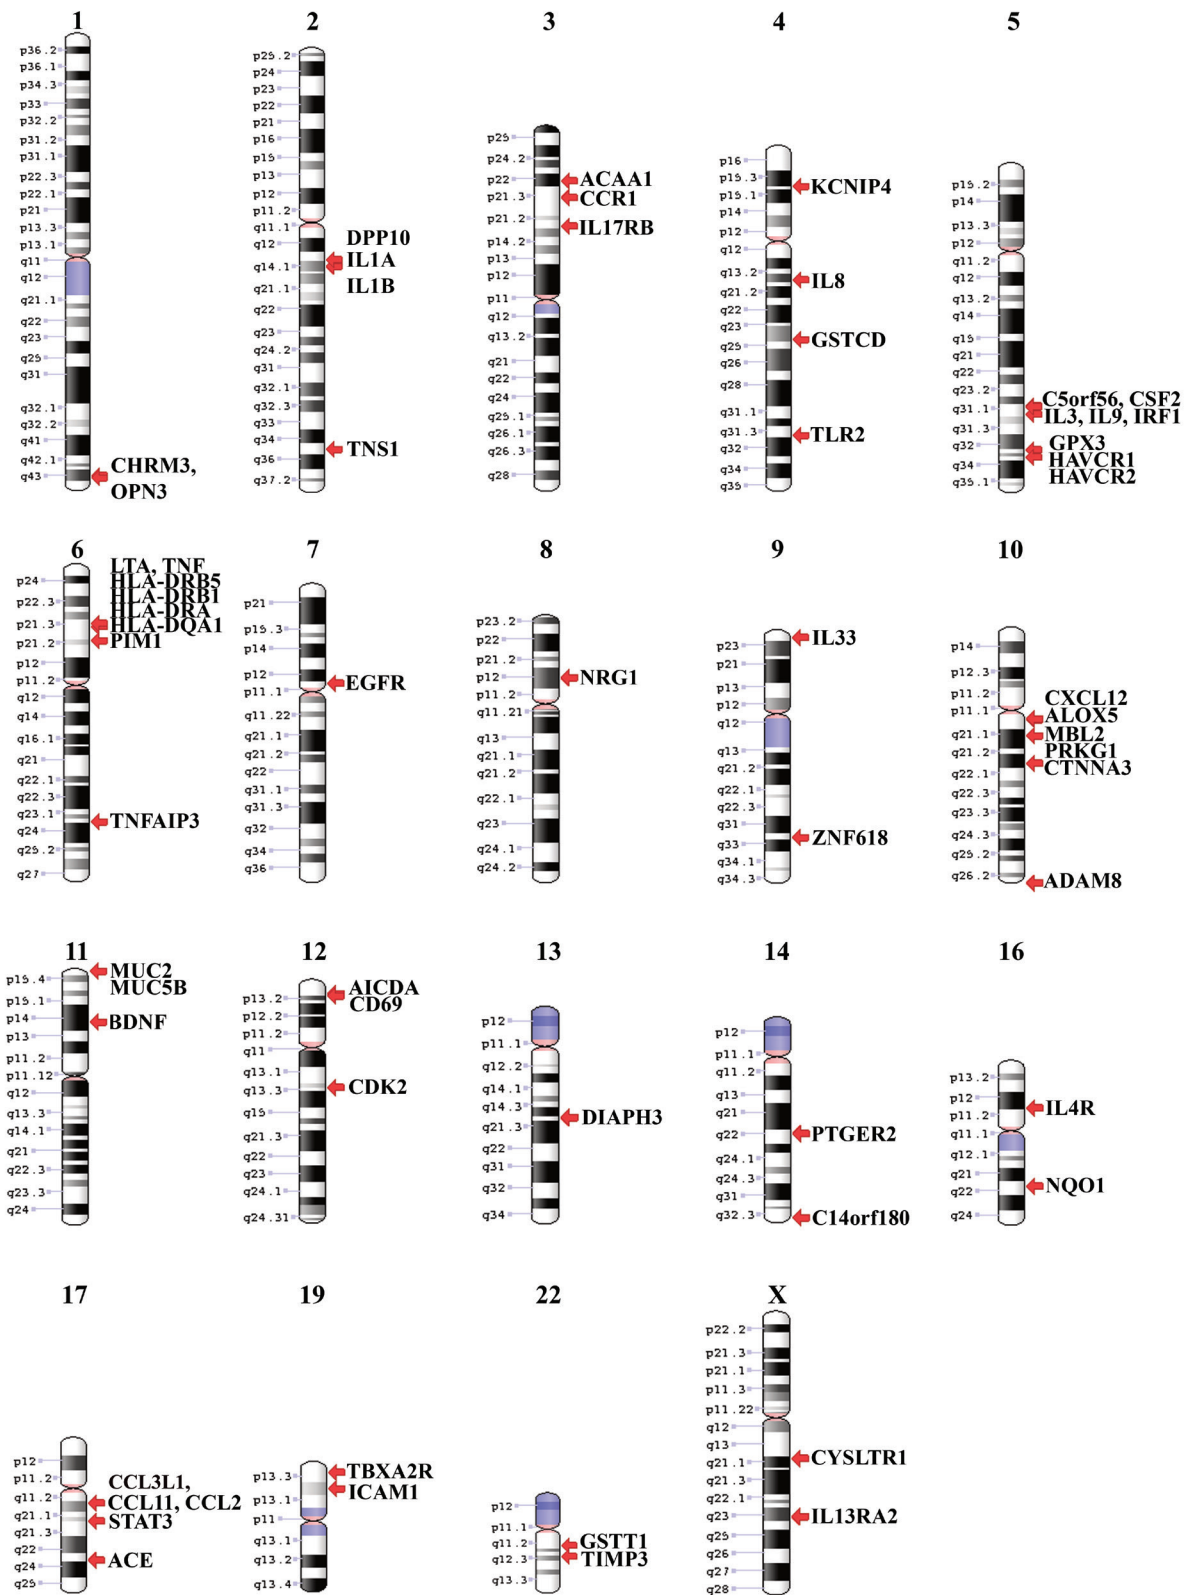 1
p36.2
p36.1
p34.3
p33
p32.2
p31.2
p31.1
p22.3
p22.1
p21
p13.3
p13.1
q11
q12
q21.1
q22
q23
q25
q31
q32.1
q32.2
q41
q42.1
q43
CHRM3,
OPN3
2
p25.2
p24
p23
p22
p21
p16
p15
p13
p12
p11.2
q11.1
q12
q14.1
q21.1
q22
q23
q24.2
q31
q32.1
q32.3
q33
q34
q36
q37.2
DPP10
IL1A
IL1B
TNS1
3
p25
p24.2
p22
p21.3
p21.2
p14.2
p13
p12
p11
q12
q13.2
q21
q22
q24
q25.1
q26.1
q26.3
q28
ACAA1
CCR1
IL17RB
4
p16
p15.3
p15.1
p14
p12
q12
q13.2
q21.2
q22
q23
q25
q26
q28
q31.1
q31.3
q32
q34
q35
KCNIP4
IL8
GSTCD
TLR2
5
p15.2
p14
p13.3
p12
q11.2
q12
q13.2
q14
q15
q21
q22
q23.2
q31.1
q31.3
q32
q34
q35.1
C5orf56, CSF2
IL3, IL9, IRF1
GPX3
HAVCR1
HAVCR2
6
p24
p22.3
p21.3
p21.2
p12
p11.2
q12
q14
q16.1
q21
q22.1
q22.3
q23.1
q24
q25.2
q27
LTA, TNF
HLA-DRB5
HLA-DRB1
HLA-DRA
HLA-DQA1
PIM1
TNFAIP3
7
p21
p15.3
p14
p12
p11.1
q11.22
q21.1
q21.2
q22
q31.1
q31.3
q32
q34
q36
EGFR
8
p23.2
p22
p21.2
p12
p11.2
q11.21
q13
q21.1
q21.2
q22.1
q23
q24.1
q24.2
NRG1
9
p23
p21
p13
p12
q12
q13
q21.2
q22.1
q22.3
q31
q33
q34.1
q34.3
IL33
ZNF618
10
p14
p12.3
p11.2
p11.1
q21.1
q21.2
q22.1
q22.3
q23.3
q24.3
q25.2
q26.2
CXCL12
ALOX5
MBL2
PRKG1
CTNNA3
ADAM8
11
p15.4
p15.1
p14
p13
p11.2
p11.12
q12
q13.3
q14.1
q21
q22.3
q23.3
q24
MUC2
MUC5B
BDNF
12
p13.2
p12.2
p11.2
q11
q13.1
q13.3
q15
q21.3
q22
q23
q24.1
q24.31
AICDA
CD69
CDK2
13
p12
p11.1
q12.2
q14.1
q14.3
q21.3
q22
q31
q32
q34
DIAPH3
14
p12
p11.1
q11.2
q13
q21
q22
q24.1
q24.3
q31
q32.3
PTGER2
C14orf180
16
p13.2
p12
p11.2
q11.1
q12.1
q21
q22
q24
IL4R
NQO1
17
p12
p11.2
q11.2
q21.1
q21.3
q22
q24
q25
CCL3L1,
CCL11, CCL2
STAT3
ACE
19
p13.3
p13.1
p11
q13.1
q13.2
q13.4
TBXA2R
ICAM1
22
p12
p11.1
q11.2
q12.3
q13.3
GSTT1
TIMP3
X
p22.2
p21.3
p21.1
p11.3
p11.22
q12
q13
q21.1
q21.3
q22.1
q23
q25
q26
q27
q28
CYSLTR1
IL13RA2